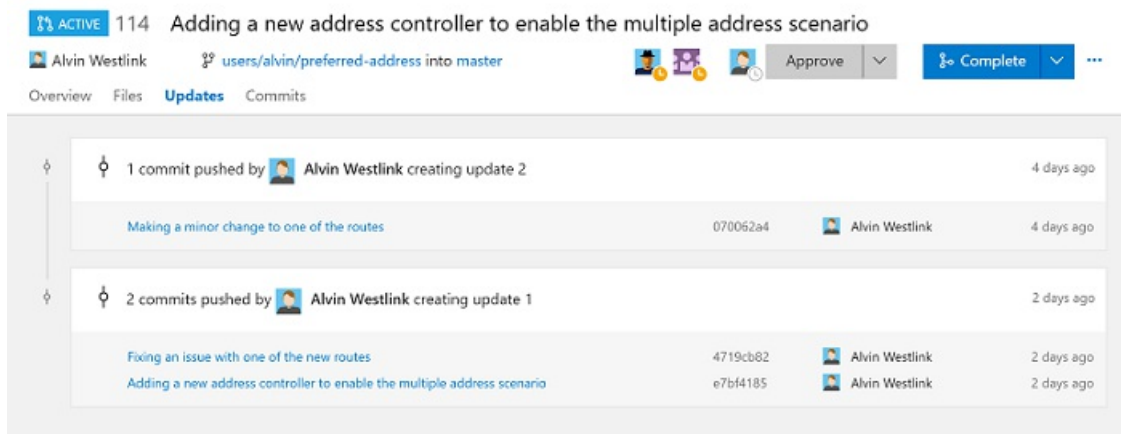 ACTIVE 114 Adding a new address controller to enable the multiple address scenario
Alvin Westlink users/alvin/preferred-address into master Approve Complete
Overview Files Updates Commits
1 commit pushed by Alvin Westlink creating update 2 4 days ago
Making a minor change to one of the routes 070062a4 Alvin Westlink 4 days ago
2 commits pushed by Alvin Westlink creating update 1 2 days ago
Fixing an issue with one of the new routes 4719cb82 Alvin Westlink 2 days ago
Adding a new address controller to enable the multiple address scenario e7bf4185 Alvin Westlink 2 days ago